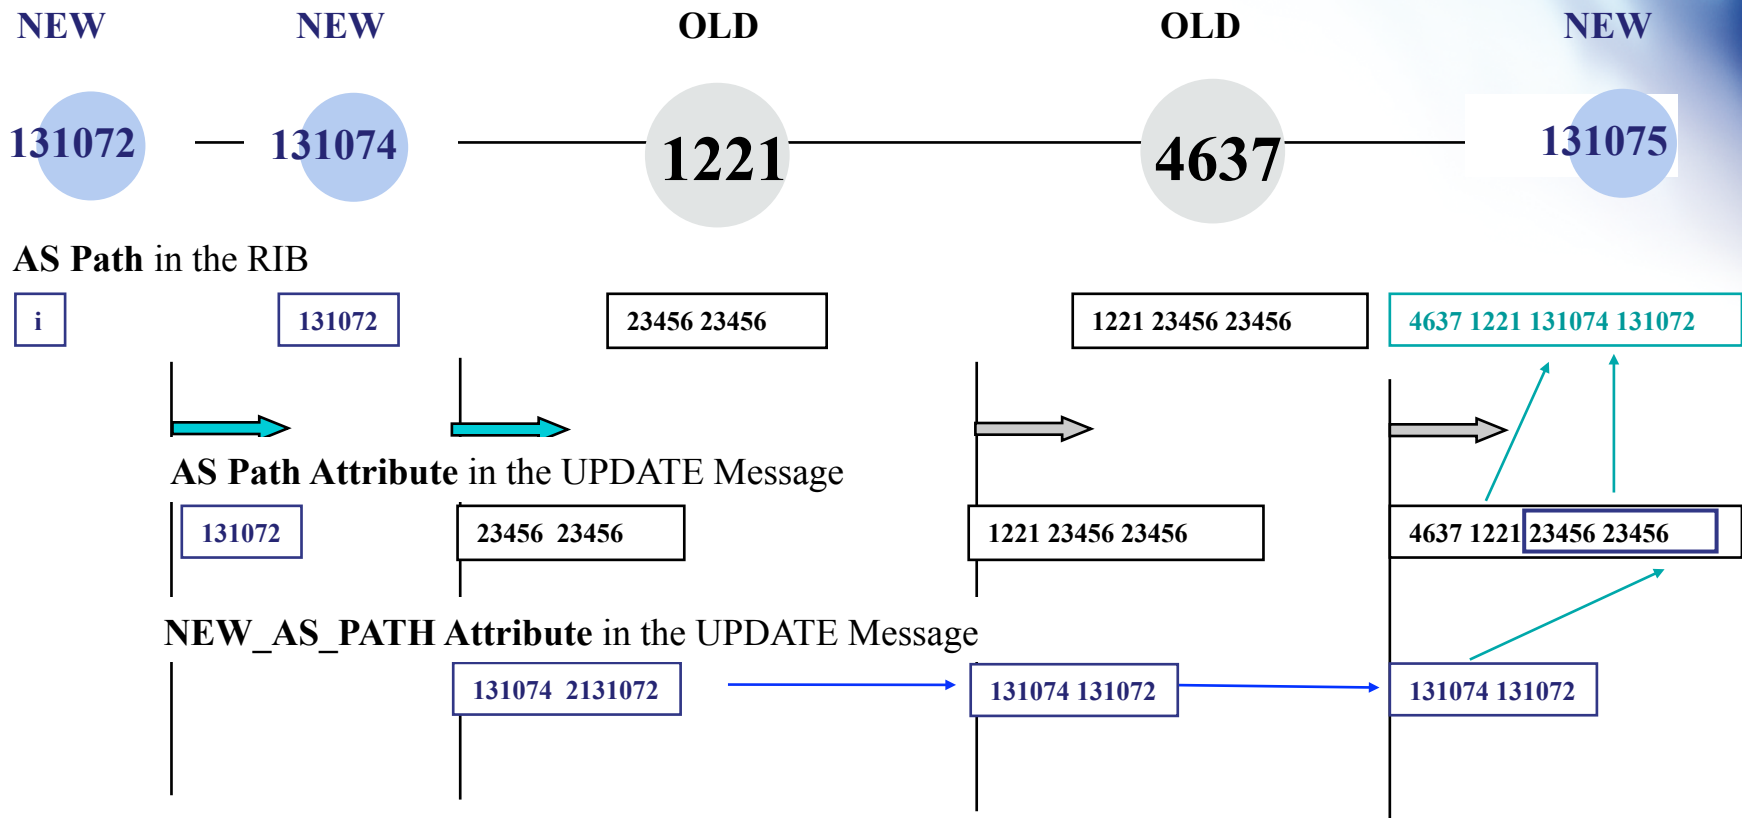 NEW NEW OLD OLD NEW
131072 131074 1221 4637 131075
AS Path in the RIB
i 131072 23456 23456 1221 23456 23456 4637 1221 131074 131072
AS Path Attribute in the UPDATE Message
131072 23456 23456 1221 23456 23456 4637 1221 23456 23456
NEW_AS_PATH Attribute in the UPDATE Message
131074 2131072 131074 131072 131074 131072